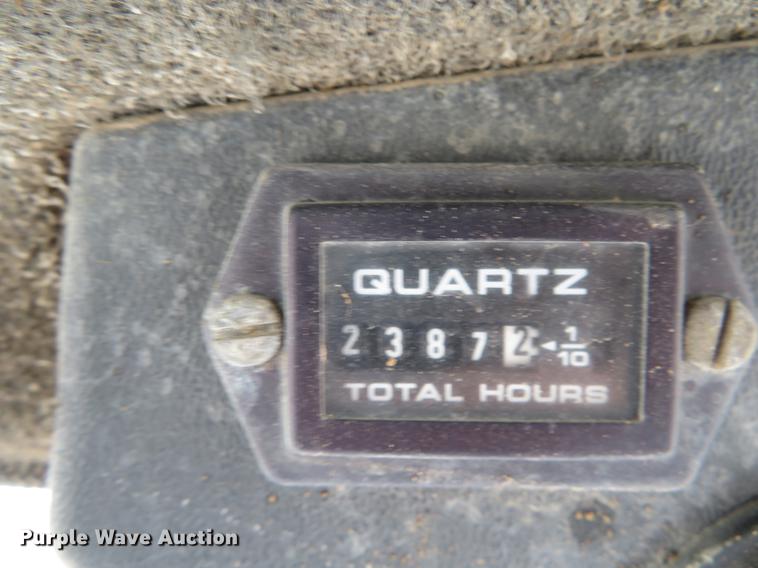 QUARTZ
2 3 8 7 2 ◄ 1/10
TOTAL HOURS
Purple Wave Auction